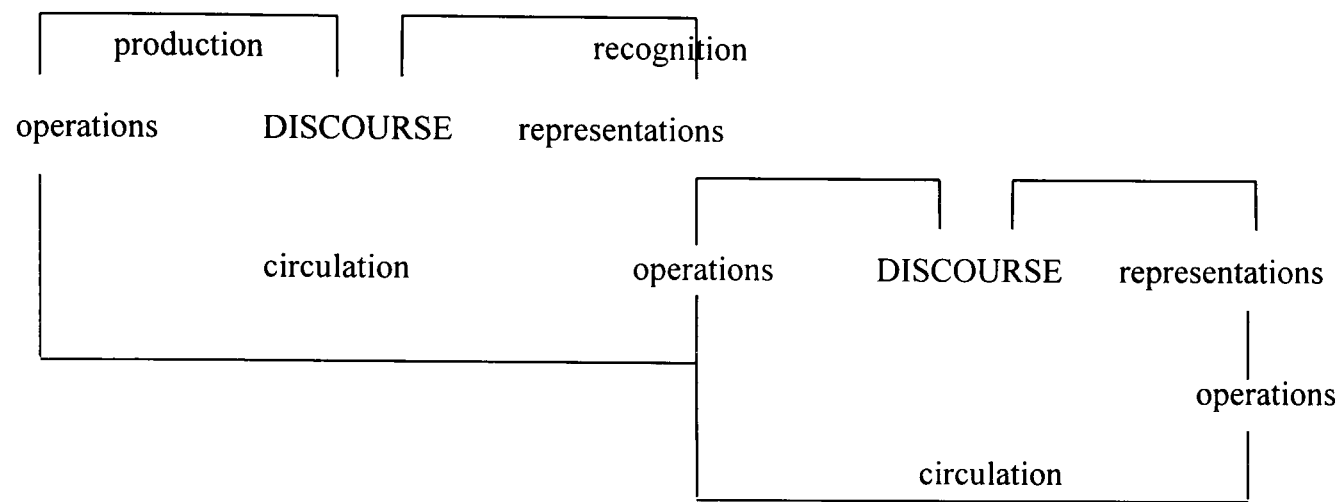 production recognition
operations DISCOURSE representations
circulation operations DISCOURSE representations
operations
circulation